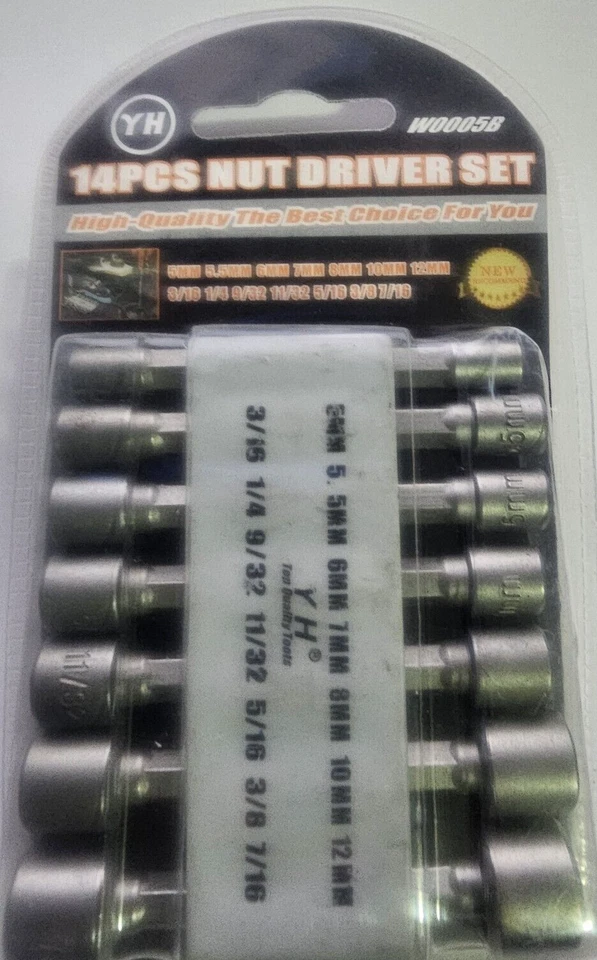 YH
W0005B
14PCS NUT DRIVER SET
High-Quality The Best Choice For You
5MM 5.5MM 6MM 7MM 8MM 10MM 12MM
3/16 1/4 9/32 11/32 5/16 3/8 7/16
NEW
5MM 5.5MM 6MM 7MM 8MM 10MM 12MM
YH®
Top Quality Tools
3/16 1/4 9/32 11/32 5/16 3/8 7/16
11/32